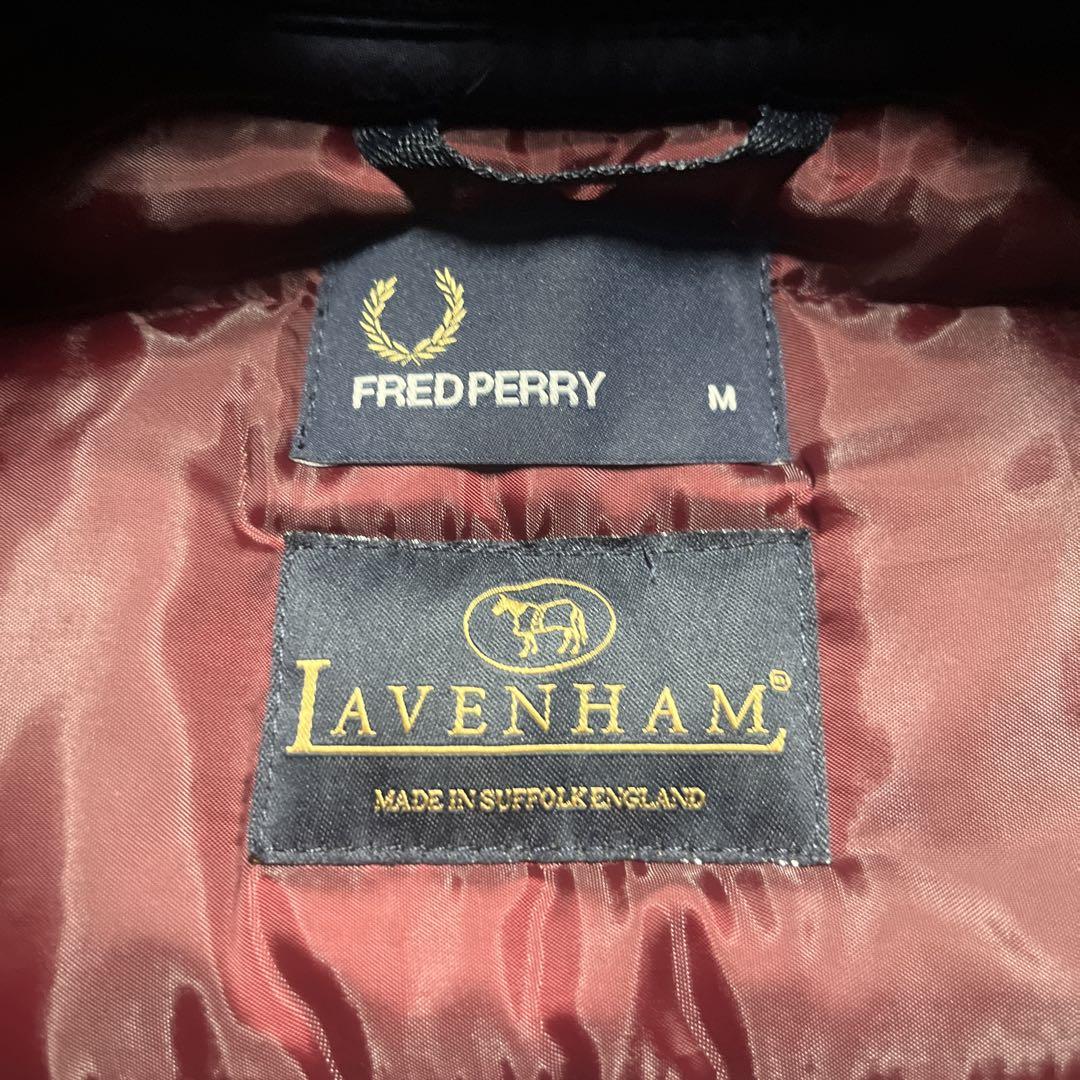 FRED PERRY M
LAVENHAM®
MADE IN SUFFOLK ENGLAND